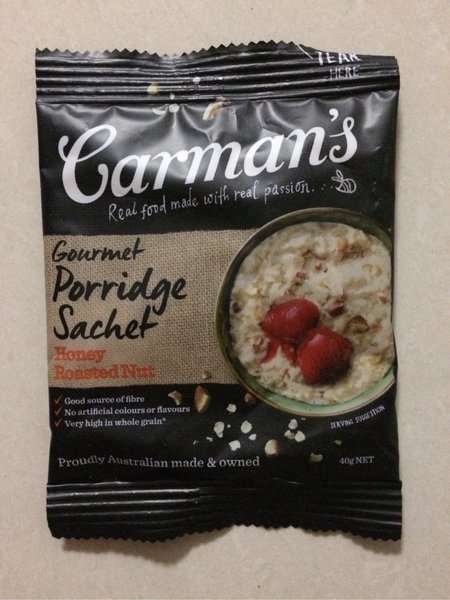 TEAR
HERE
Carman's
Real food made with real passion...
Gourmet
Porridge
Sachet
Honey
Roasted Nut
✓ Good source of fibre
✓ No artificial colours or flavours
✓ Very high in whole grain*
SERVING SUGGESTION
Proudly Australian made & owned
40g NET